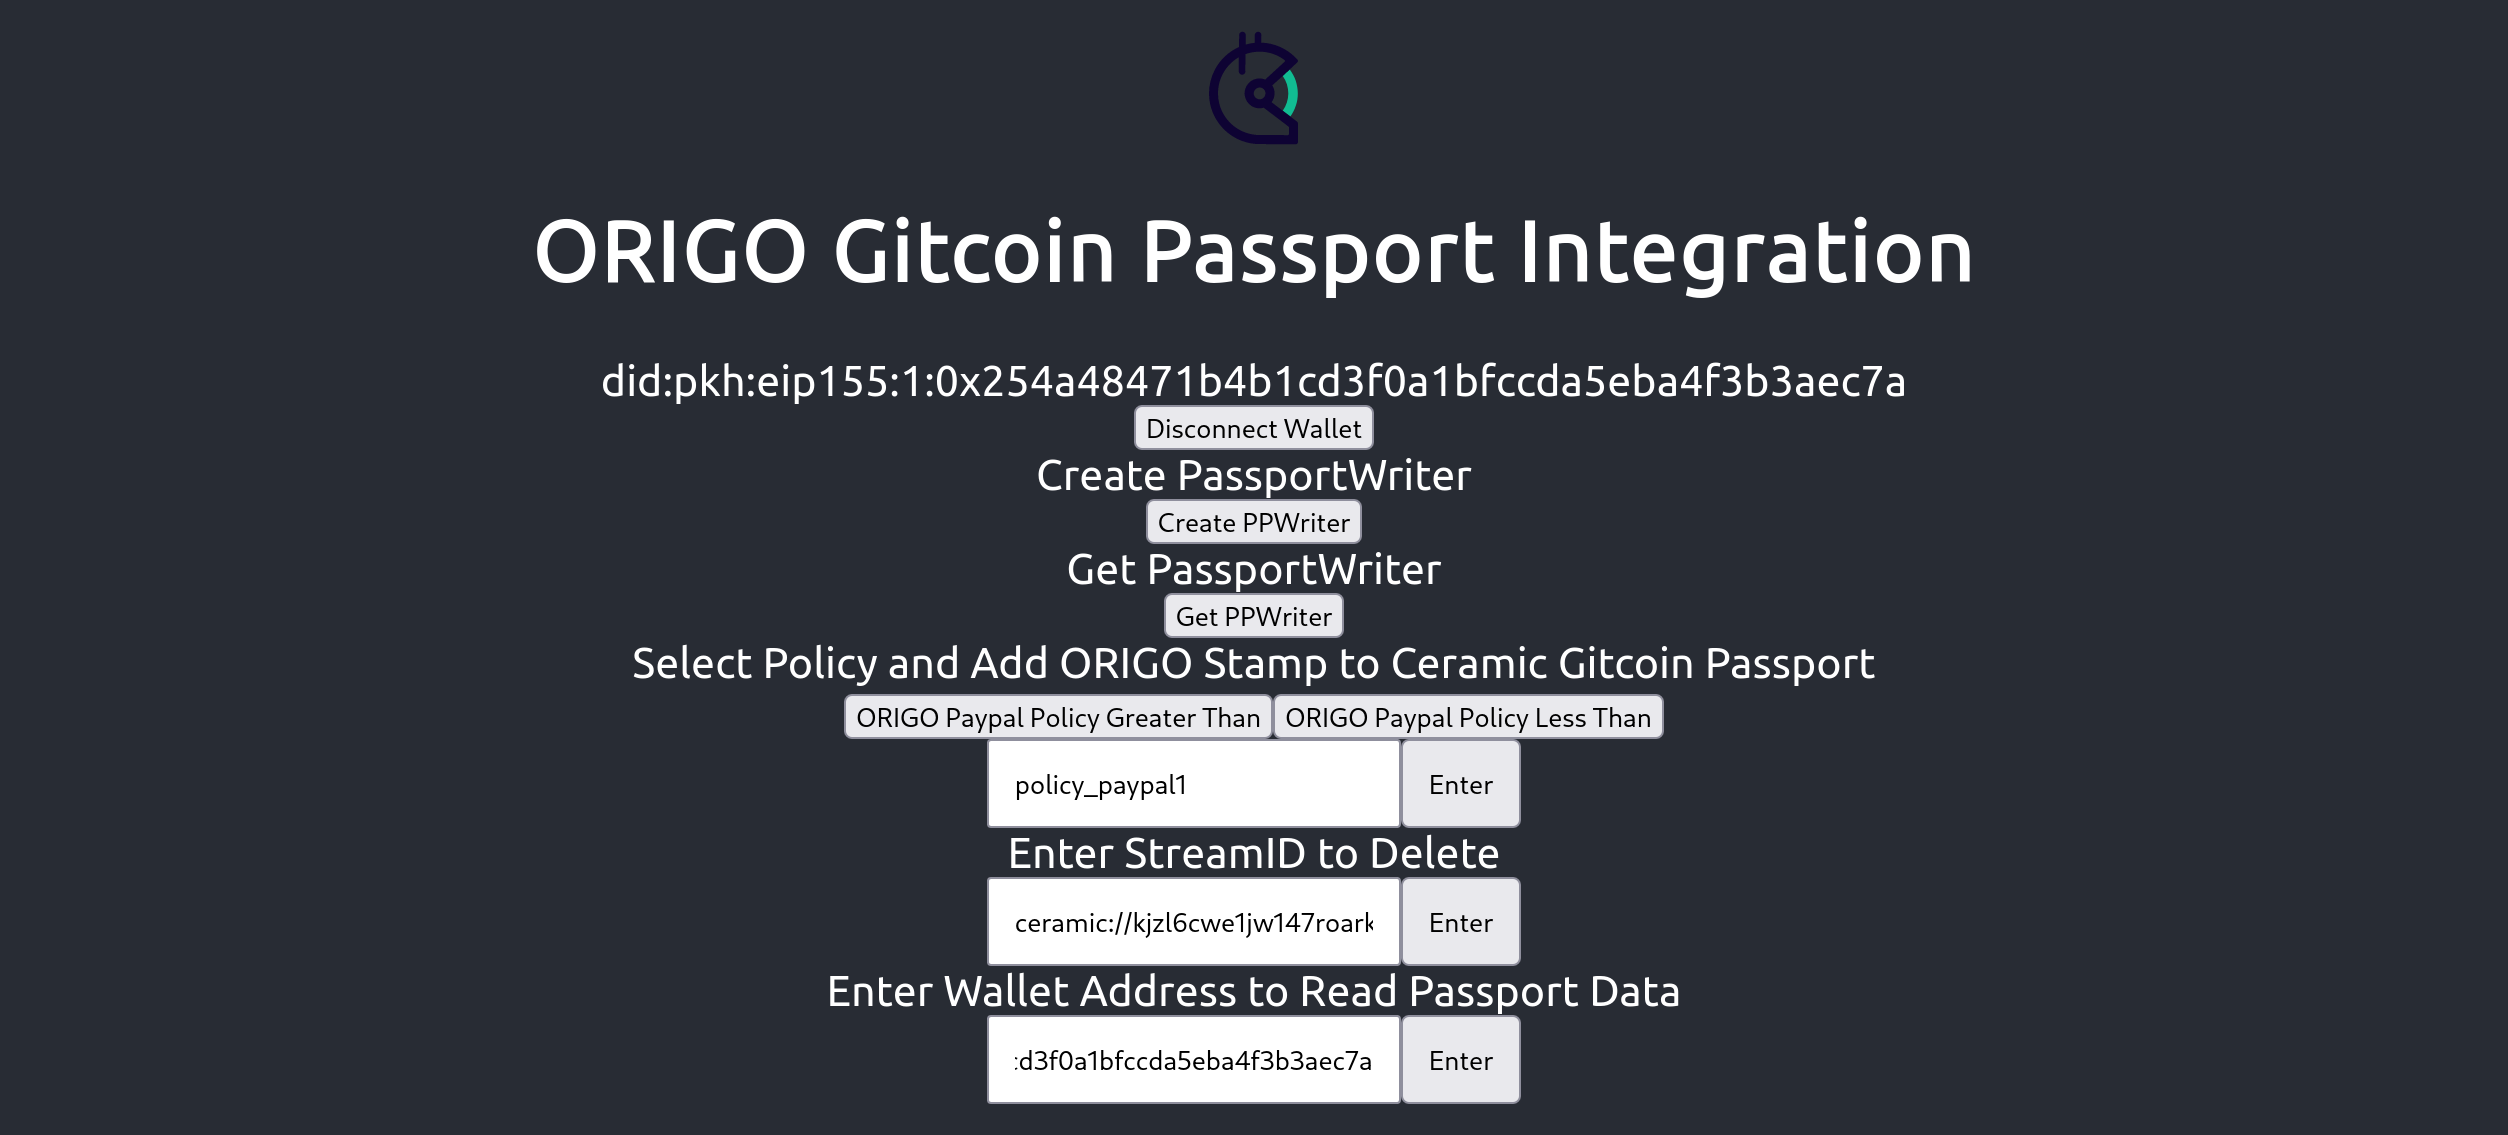 ORIGO Gitcoin Passport Integration
did:pkh:eip155:1:0x254a48471b4b1cd3f0a1bfccda5eba4f3b3aec7a
Disconnect Wallet
Create PassportWriter
Create PPWriter
Get PassportWriter
Get PPWriter
Select Policy and Add ORIGO Stamp to Ceramic Gitcoin Passport
ORIGO Paypal Policy Greater Than ORIGO Paypal Policy Less Than
policy_paypal1 Enter
Enter StreamID to Delete
ceramic://kjzl6cwe1jw147roark Enter
Enter Wallet Address to Read Passport Data
cd3f0a1bfccda5eba4f3b3aec7a Enter